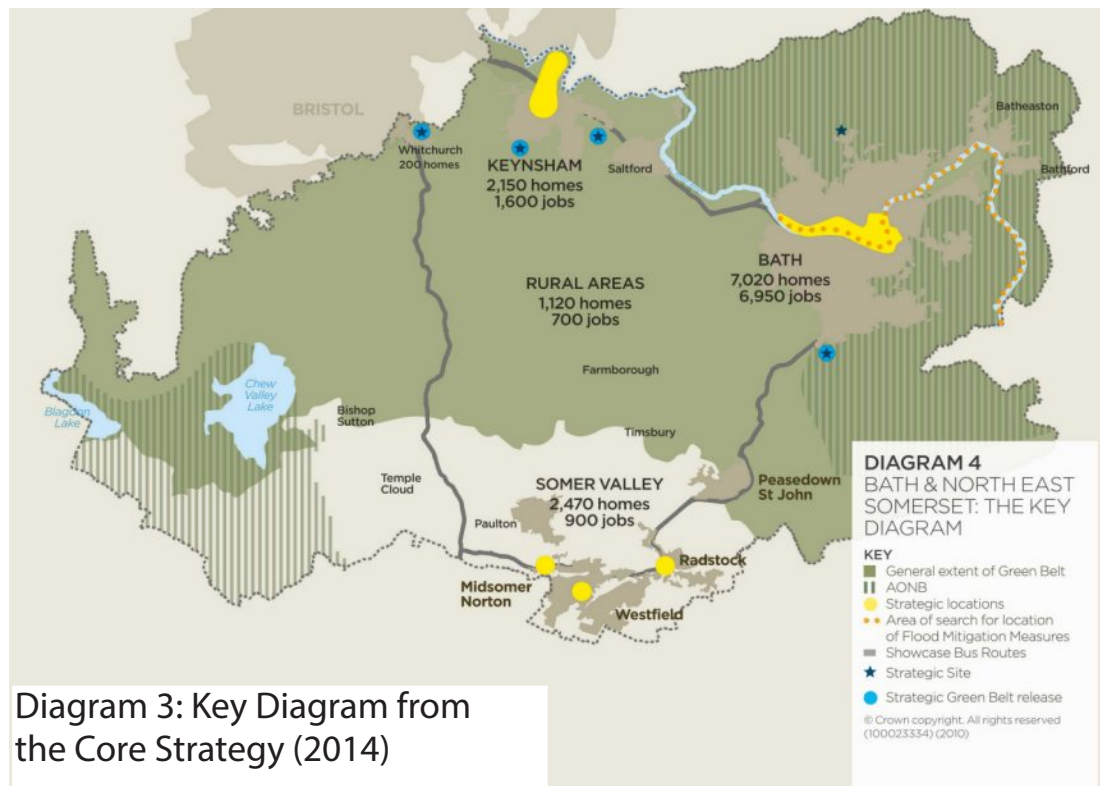 BRISTOL
Batheaston
Whitchurch
200 homes
KEYNSHAM
2,150 homes
1,600 jobs
Saltford
Bathford
BATH
7,020 homes
6,950 jobs
RURAL AREAS
1,120 homes
700 jobs
Farmborough
Chew
Valley
Lake
Blagdon
Lake
Bishop
Sutton
Timsbury
Temple
Cloud
SOMER VALLEY
2,470 homes
900 jobs
Peasedown
St John
Paulton
Radstock
Midsomer
Norton
Westfield
DIAGRAM 4
BATH & NORTH EAST
SOMERSET: THE KEY
DIAGRAM
KEY
General extent of Green Belt
AONB
Strategic locations
Area of search for location
of Flood Mitigation Measures
Showcase Bus Routes
Strategic Site
Strategic Green Belt release
© Crown copyright. All rights reserved
(100023334) (2010)
Diagram 3: Key Diagram from
the Core Strategy (2014)